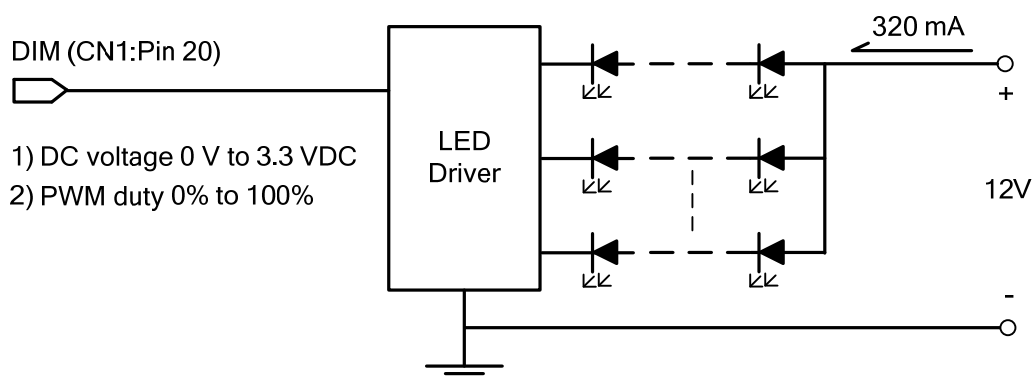 320 mA
DIM (CN1:Pin 20)
+
LED
Driver
1) DC voltage 0 V to 3.3 VDC
2) PWM duty 0% to 100%
12V
-